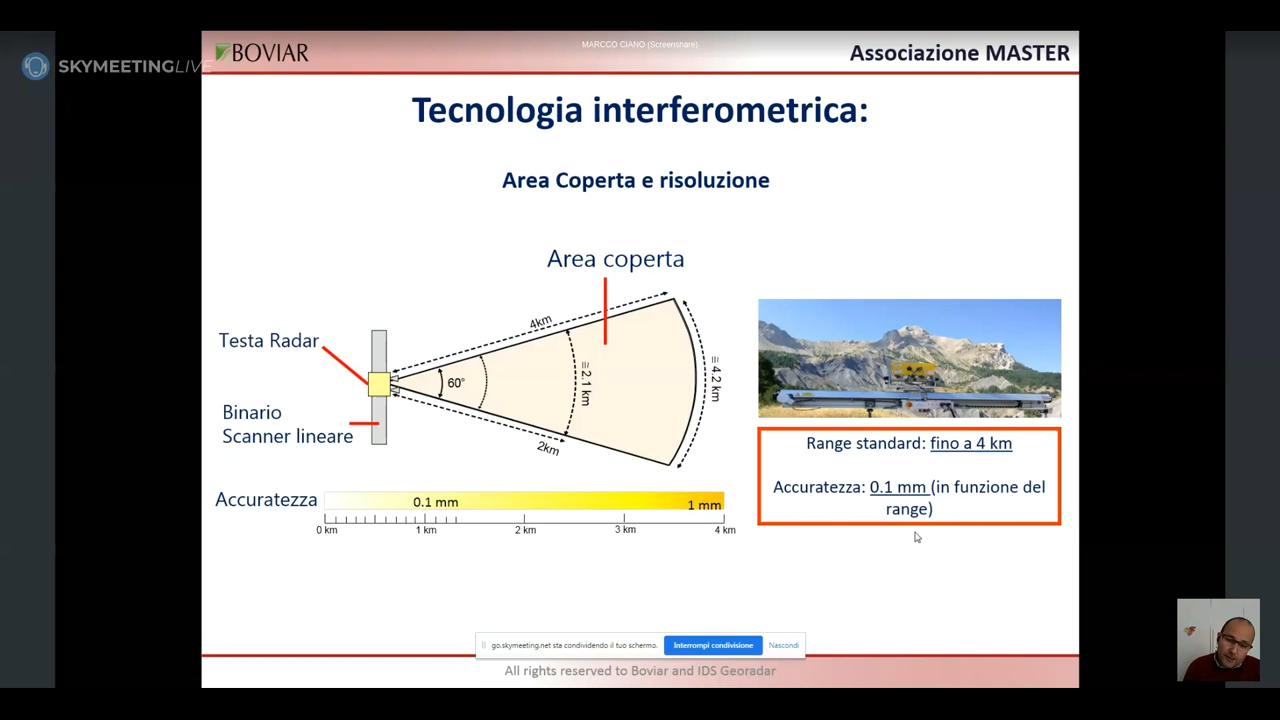 MARCCO CIANO (Screenshare)
BOVIAR
Associazione MASTER
SKYMEETINGLIVE
Tecnologia interferometrica:
Area Coperta e risoluzione
Area coperta
4km
Testa Radar
60°
≅ 2.1 km
≅ 4.2 km
Binario
Scanner lineare
2km
Range standard: fino a 4 km
Accuratezza: 0.1 mm (in funzione del
range)
Accuratezza
0.1 mm
1 mm
0 km
1 km
2 km
3 km
4 km
go.skymeeting.net sta condividendo il tuo schermo.
Interrompi condivisione
Nascondi
All rights reserved to Boviar and IDS Georadar